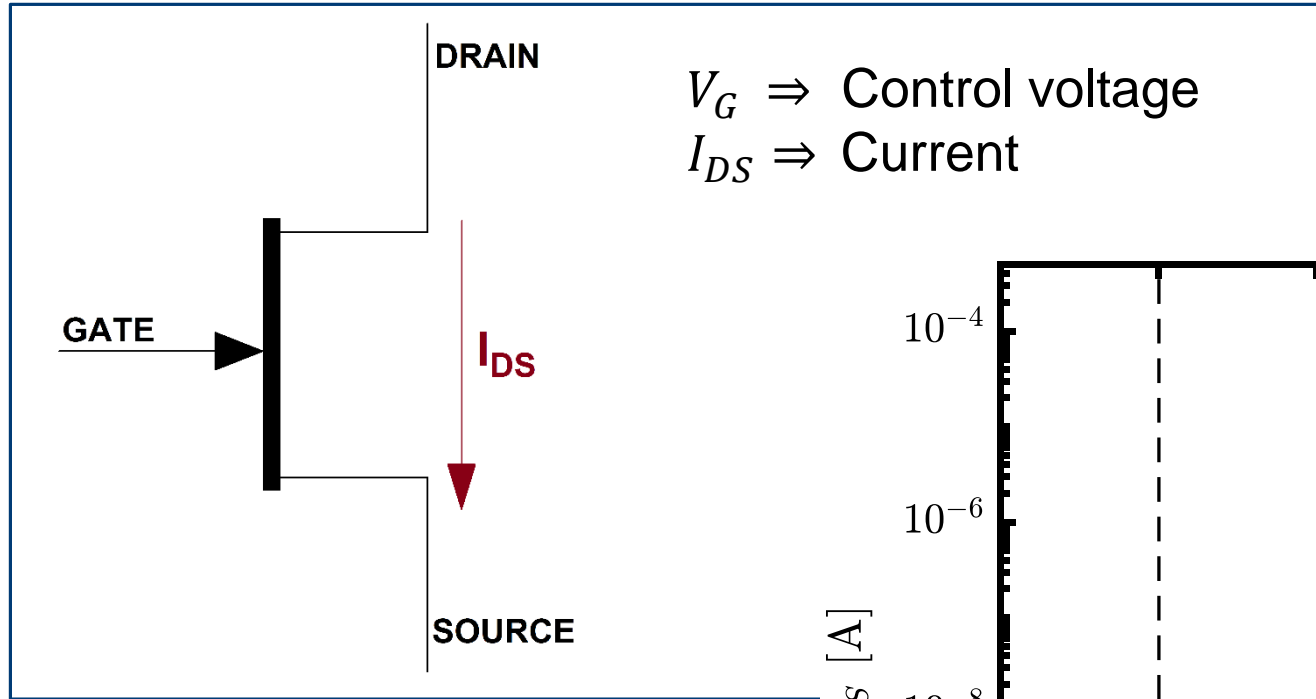 DRAIN
V_G ⇒ Control voltage
I_DS ⇒ Current
GATE
I_DS
SOURCE
10^{-4}
10^{-6}
[A]